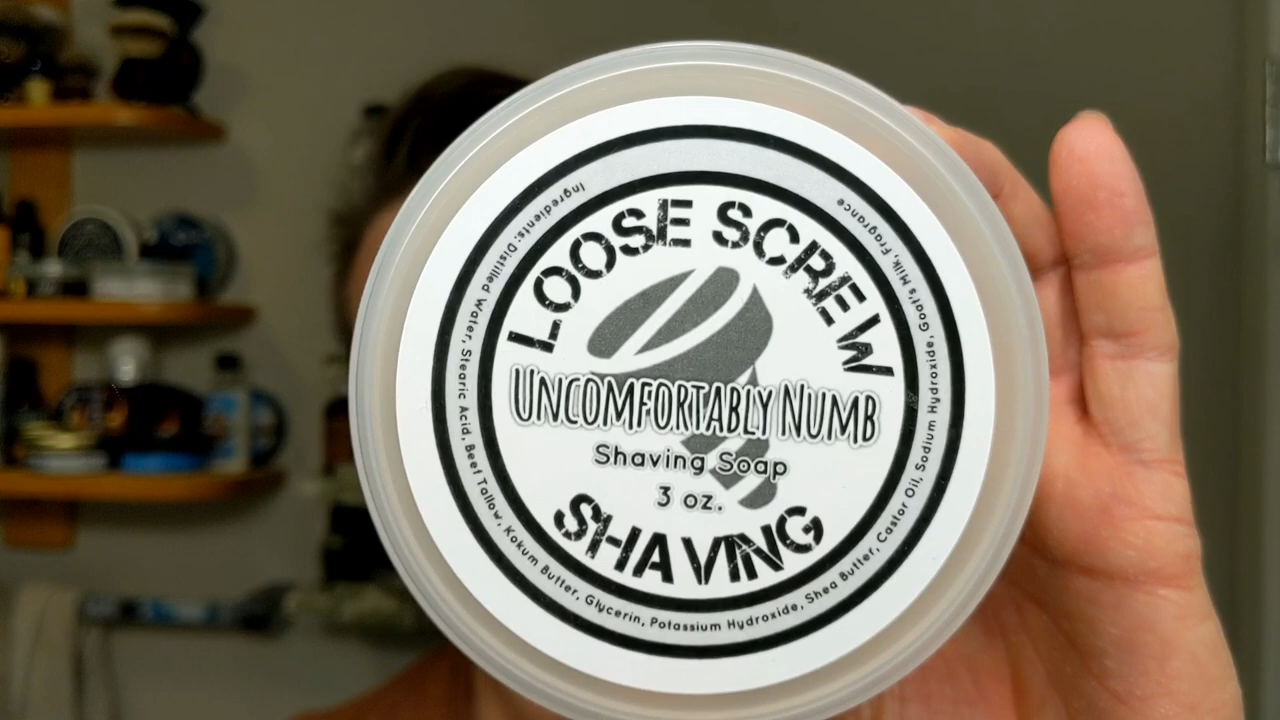 LOOSE SCREW
UNCOMFORTABLY NUMB
Shaving Soap
3 oz.
SHAVING
Ingredients: Distilled Water, Stearic Acid, Beef Tallow, Kokum Butter, Glycerin, Potassium Hydroxide, Shea Butter, Castor Oil, Sodium Hydroxide, Goat's Milk, Fragrance